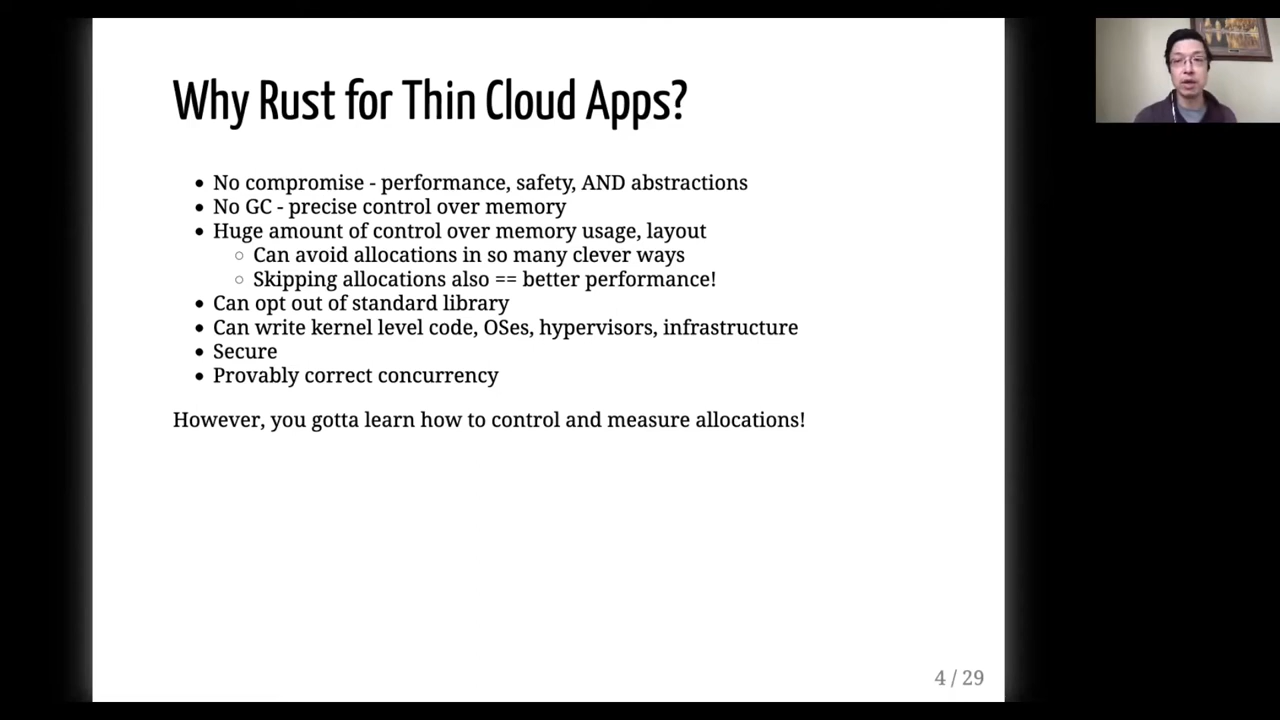 Why Rust for Thin Cloud Apps?
• No compromise - performance, safety, AND abstractions
• No GC - precise control over memory
• Huge amount of control over memory usage, layout
○ Can avoid allocations in so many clever ways
○ Skipping allocations also == better performance!
• Can opt out of standard library
• Can write kernel level code, OSes, hypervisors, infrastructure
• Secure
• Provably correct concurrency
However, you gotta learn how to control and measure allocations!
4 / 29